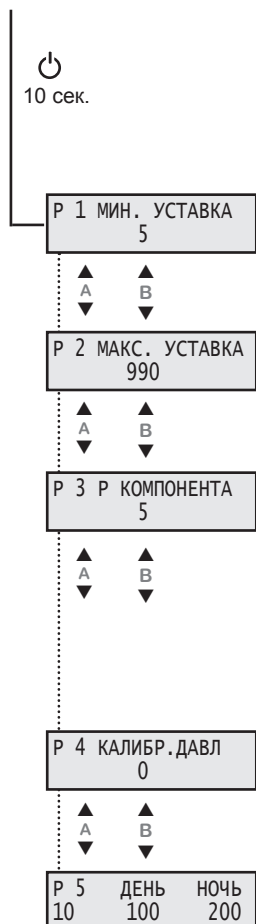 10 сек.
P 1 МИН. УСТАВКА
5
A B
P 2 МАКС. УСТАВКА
990
A B
P 3 P КОМПОНЕНТА
5
A B
P 4 КАЛИБР.ДАВЛ
0
A B
P 5 ДЕНЬ НОЧЬ
10 100 200